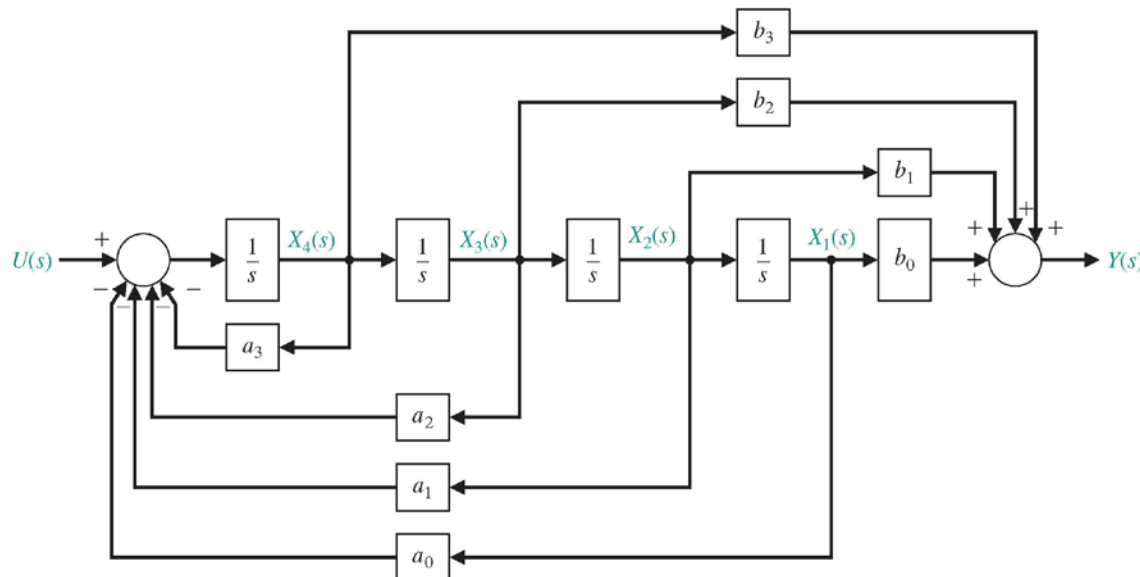 b₃
b₂
b₁
U(s) + 1/s X₄(s) 1/s X₃(s) 1/s X₂(s) 1/s X₁(s) b₀ + + + + Y(s)
− − − −
a₃
a₂
a₁
a₀